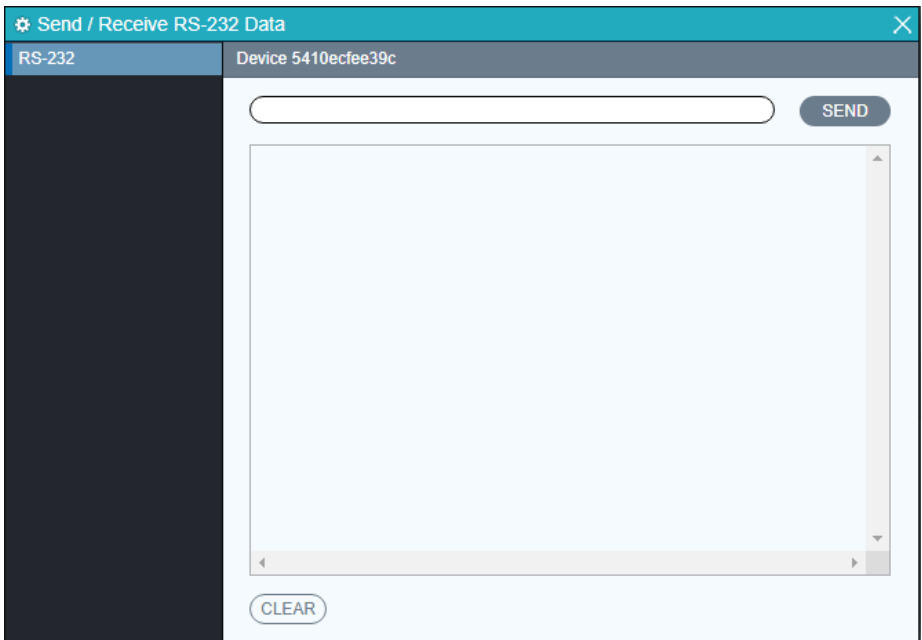 Send / Receive RS-232 Data
RS-232
Device 5410ecfee39c
SEND
CLEAR